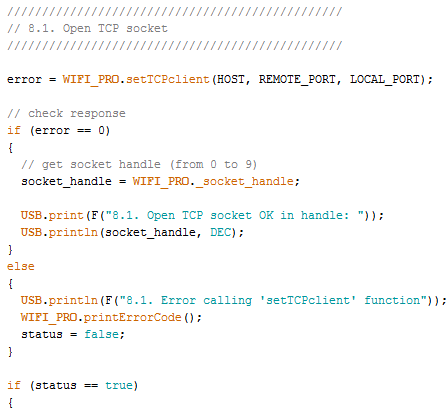 ////////////////////////////////////////////////
// 8.1. Open TCP socket
////////////////////////////////////////////////
error = WIFI_PRO.setTCPclient(HOST, REMOTE_PORT, LOCAL_PORT);
// check response
if (error == 0)
{
// get socket handle (from 0 to 9)
socket_handle = WIFI_PRO._socket_handle;
USB.print(F("8.1. Open TCP socket OK in handle: "));
USB.println(socket_handle, DEC);
}
else
{
USB.println(F("8.1. Error calling 'setTCPclient' function"));
WIFI_PRO.printErrorCode();
status = false;
}
if (status == true)
{